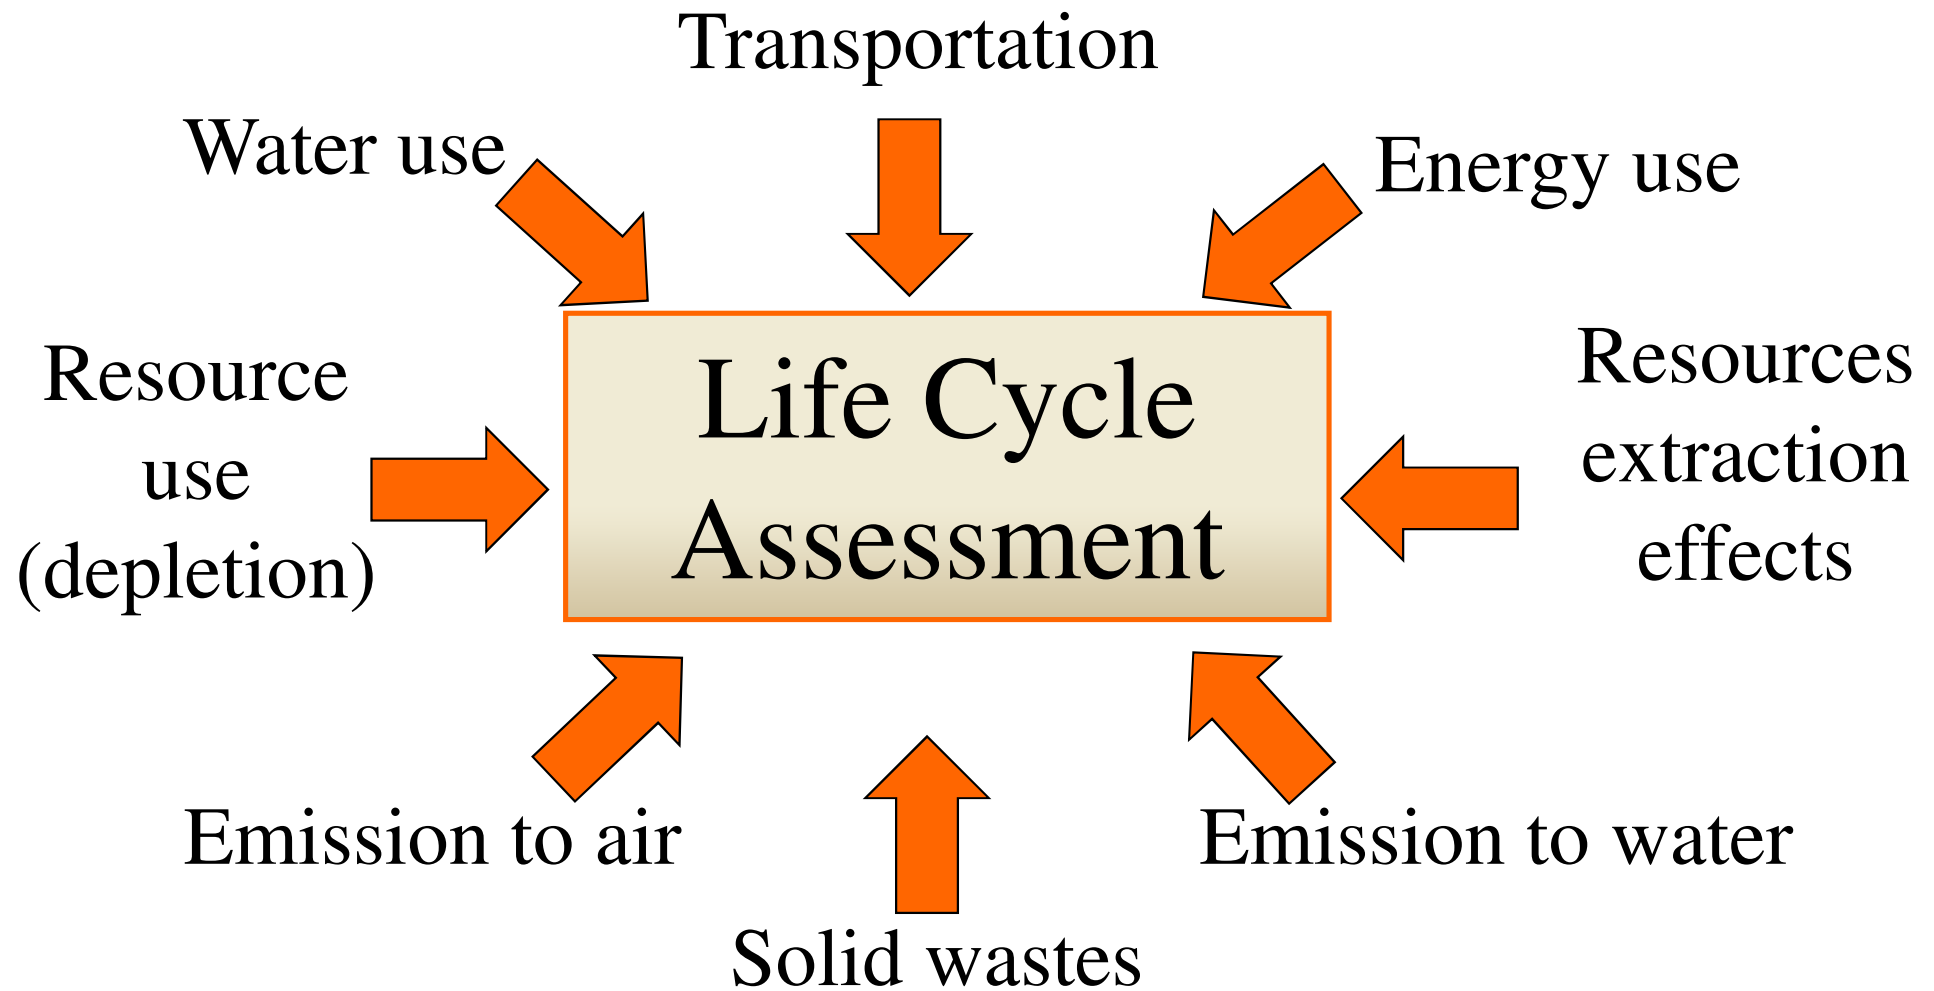 Transportation
Water use
Energy use
Resource
use
(depletion)
Life Cycle
Assessment
Resources
extraction
effects
Emission to air
Emission to water
Solid wastes